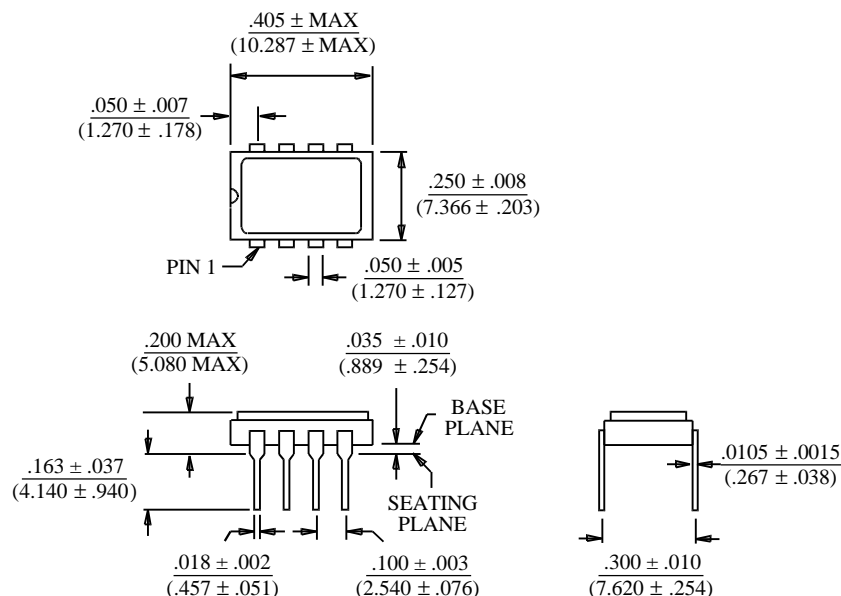 .405 ± MAX
(10.287 ± MAX)
.050 ± .007
(1.270 ± .178)
.250 ± .008
(7.366 ± .203)
PIN 1
.050 ± .005
(1.270 ± .127)
.200 MAX
(5.080 MAX)
.035 ± .010
(.889 ± .254)
BASE
PLANE
.163 ± .037
(4.140 ± .940)
SEATING
PLANE
.0105 ± .0015
(.267 ± .038)
.018 ± .002
(.457 ± .051)
.100 ± .003
(2.540 ± .076)
.300 ± .010
(7.620 ± .254)